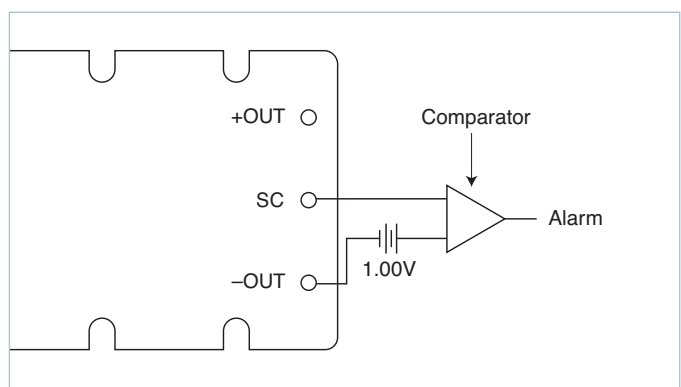 Comparator
+OUT
SC
Alarm
1.00V
–OUT